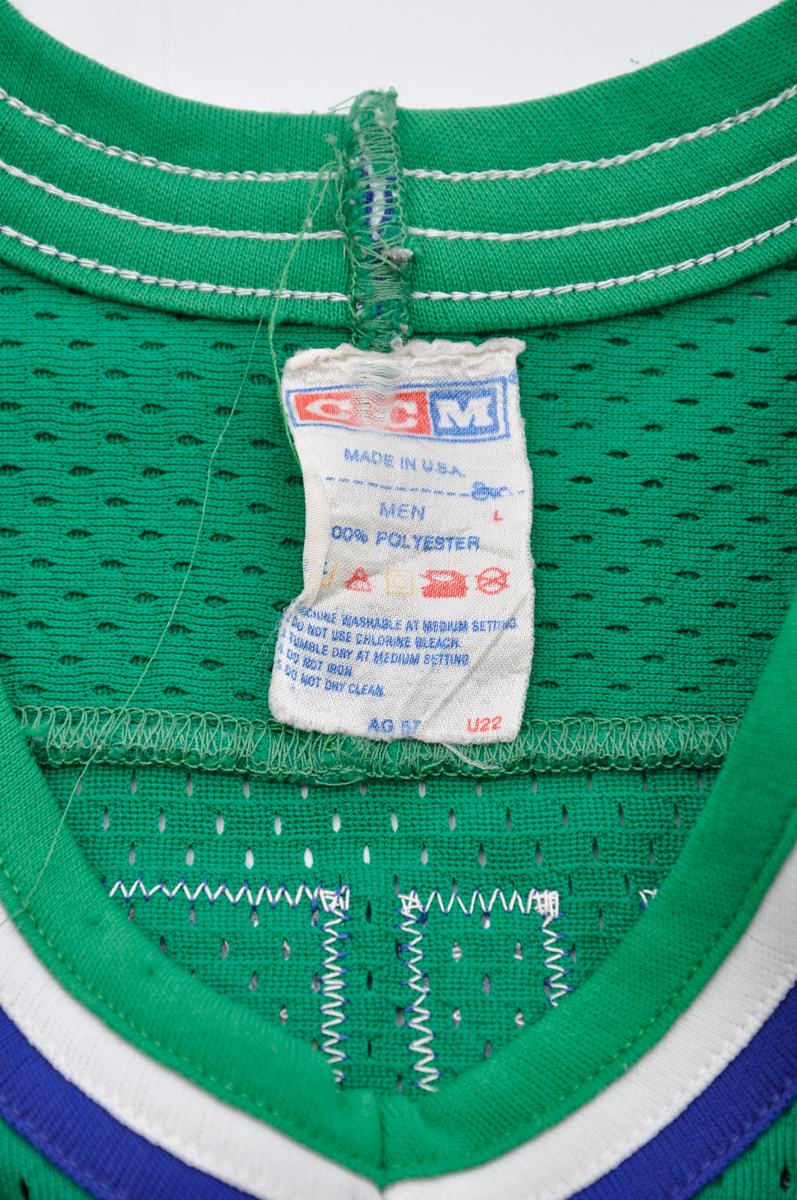 CCM
MADE IN U.S.A.
MEN L
00% POLYESTER
A
WASHABLE AT MEDIUM SETTING
DO NOT USE CHLORINE BLEACH.
TUMBLE DRY AT MEDIUM SETTING
DO NOT IRON.
DO NOT DRY CLEAN.
AG 57 U22